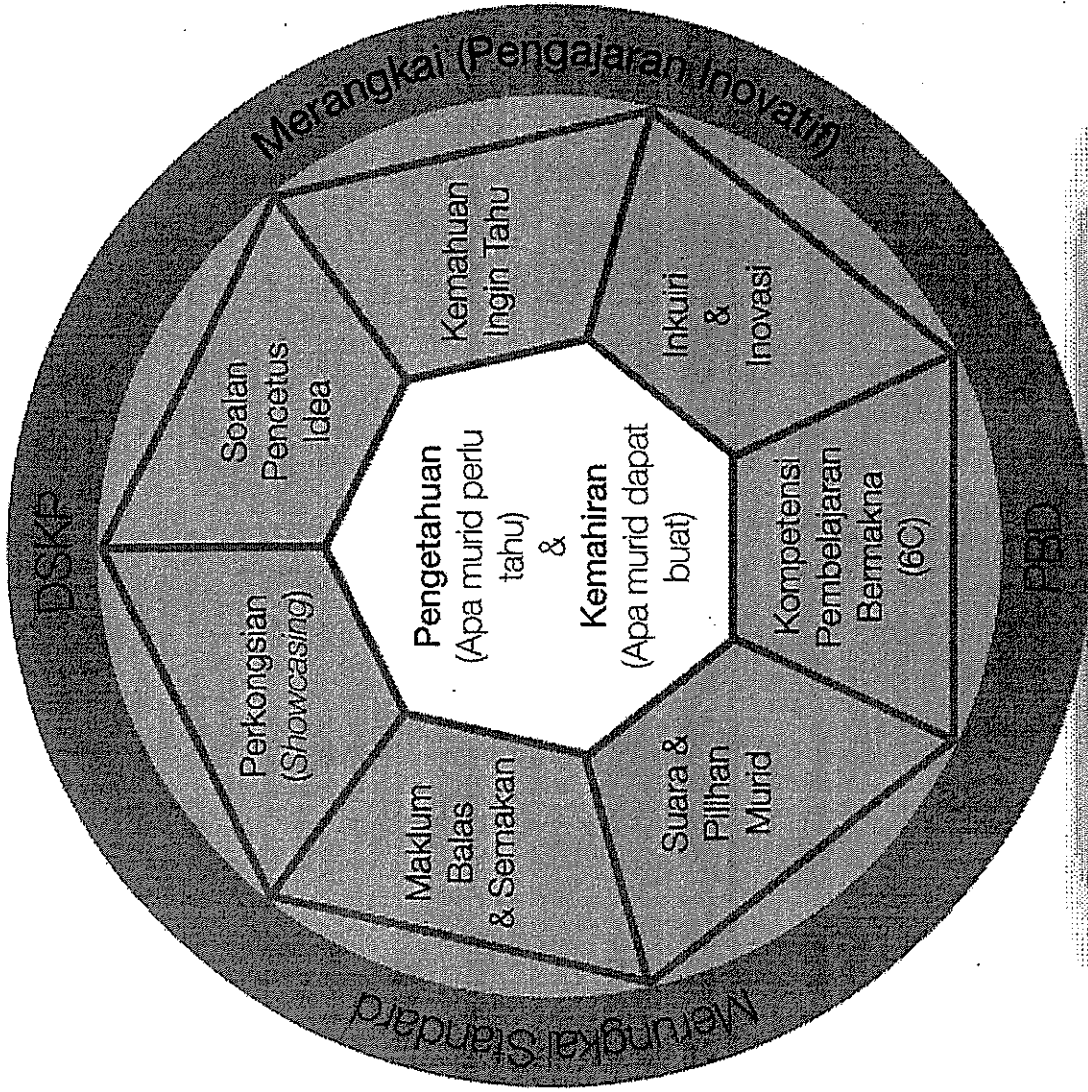 DSKP
Merangkai (Pengajaran Inovatif)
PBD
Merungkai Standard
Soalan
Pencetus
Idea
Kemahuan
Ingin Tahu
Inkuiri
&
Inovasi
Kompetensi
Pembelajaran
Bermakna
(6C)
Suara &
Pilihan
Murid
Maklum
Balas
& Semakan
Perkongsian
(Showcasing)
Pengetahuan
(Apa murid perlu
tahu)
&
Kemahiran
(Apa murid dapat
buat)